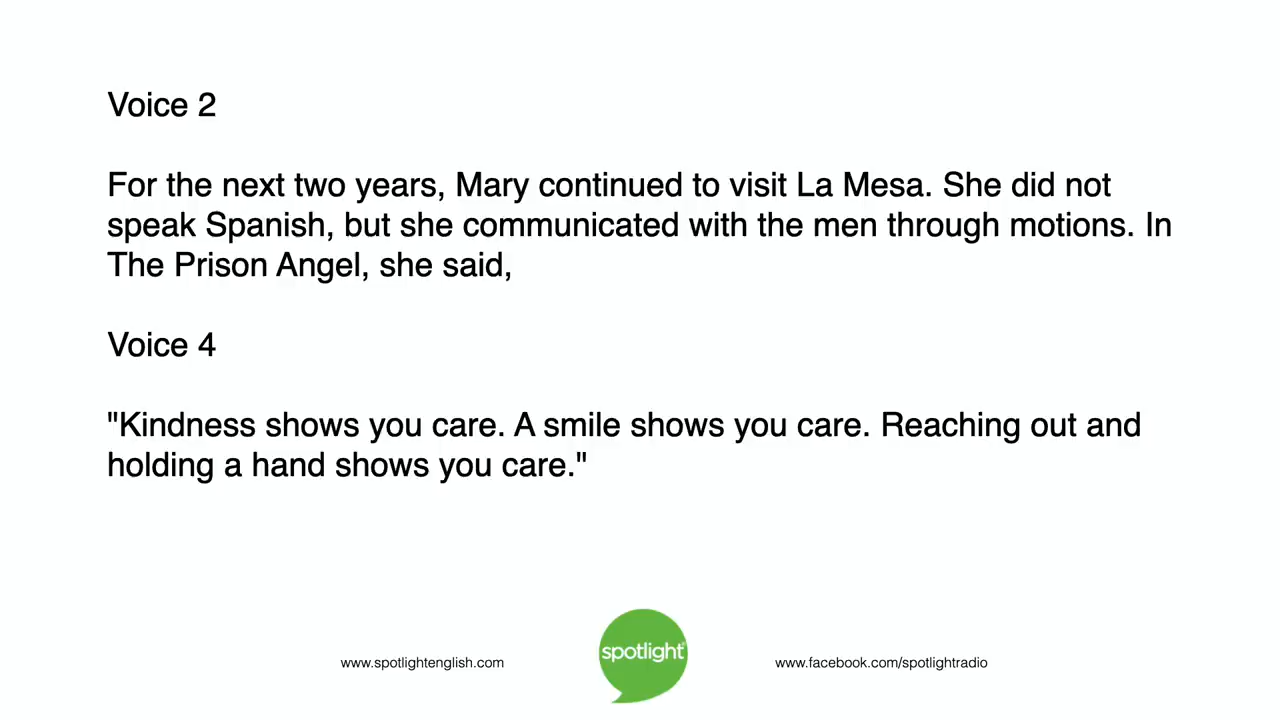 Voice 2
For the next two years, Mary continued to visit La Mesa. She did not
speak Spanish, but she communicated with the men through motions. In
The Prison Angel, she said,
Voice 4
"Kindness shows you care. A smile shows you care. Reaching out and
holding a hand shows you care."
www.spotlightenglish.com
spotlight
www.facebook.com/spotlightradio